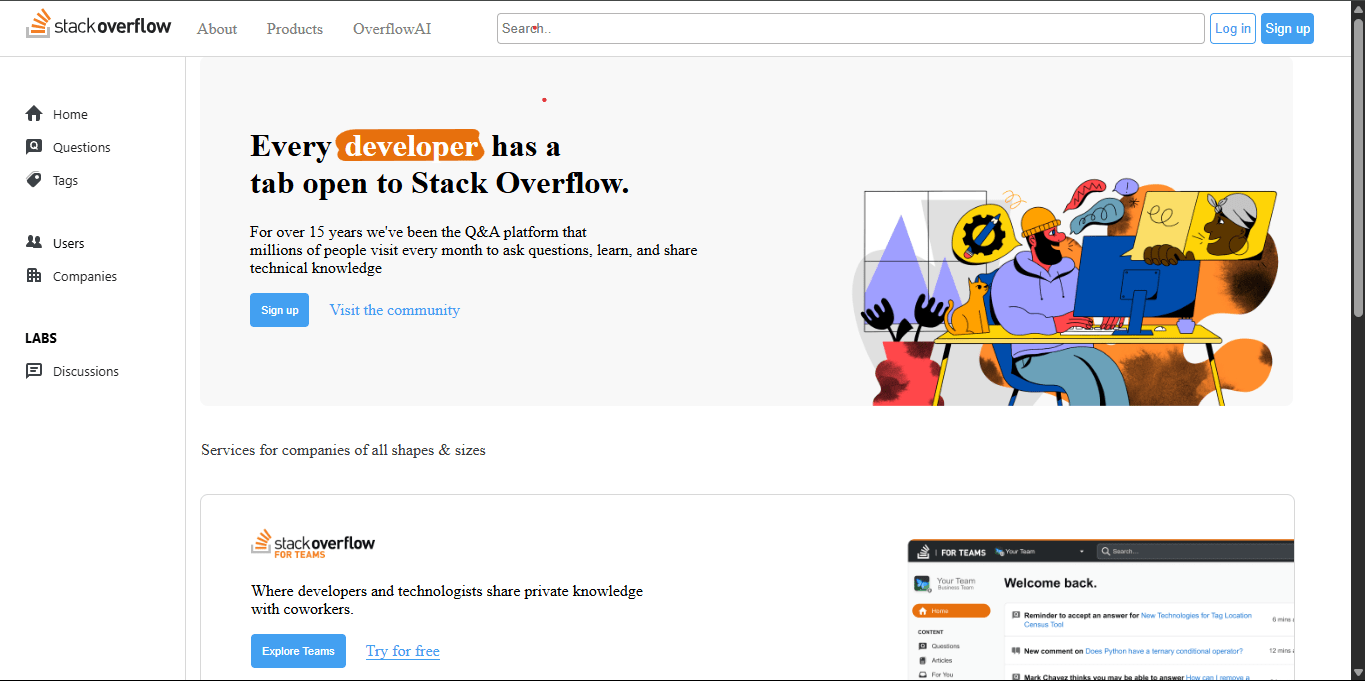 stackoverflow
About Products OverflowAI
Search...
Log in Sign up
Home
Questions
Tags
Users
Companies
LABS
Discussions
Every developer has a
tab open to Stack Overflow.
For over 15 years we've been the Q&A platform that
millions of people visit every month to ask questions, learn, and share
technical knowledge
Sign up Visit the community
Services for companies of all shapes & sizes
stackoverflow
FOR TEAMS
Where developers and technologists share private knowledge
with coworkers.
Explore Teams Try for free
FOR TEAMS Your Team Search...
Your Team
Business Team
Home
CONTENT
Questions
Articles
For You
Welcome back.
Reminder to accept an answer for New Technologies for Tag Location
Census Tool
6 mins
New comment on Does Python have a ternary conditional operator?
12 mins
Mark Chavez thinks you may be able to answer How can I remove a